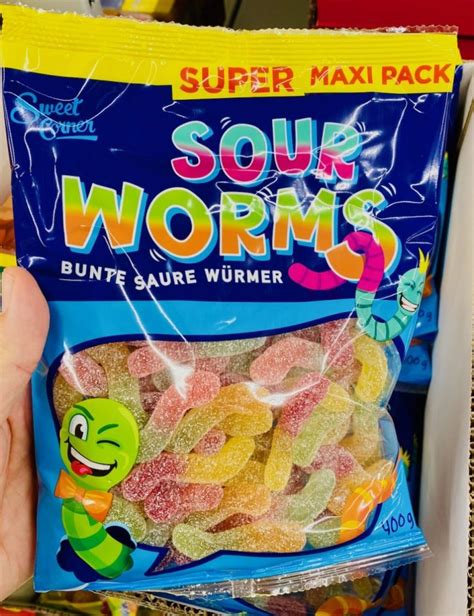 SUPER MAXI PACK
Sweet
Corner
SOUR
WORMS
BUNTE SAURE WÜRMER
400g